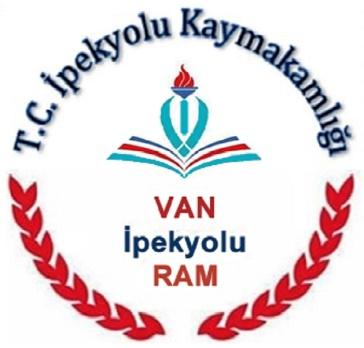 T.C. İpekyolu Kaymakamlığı
VAN
İpekyolu
RAM